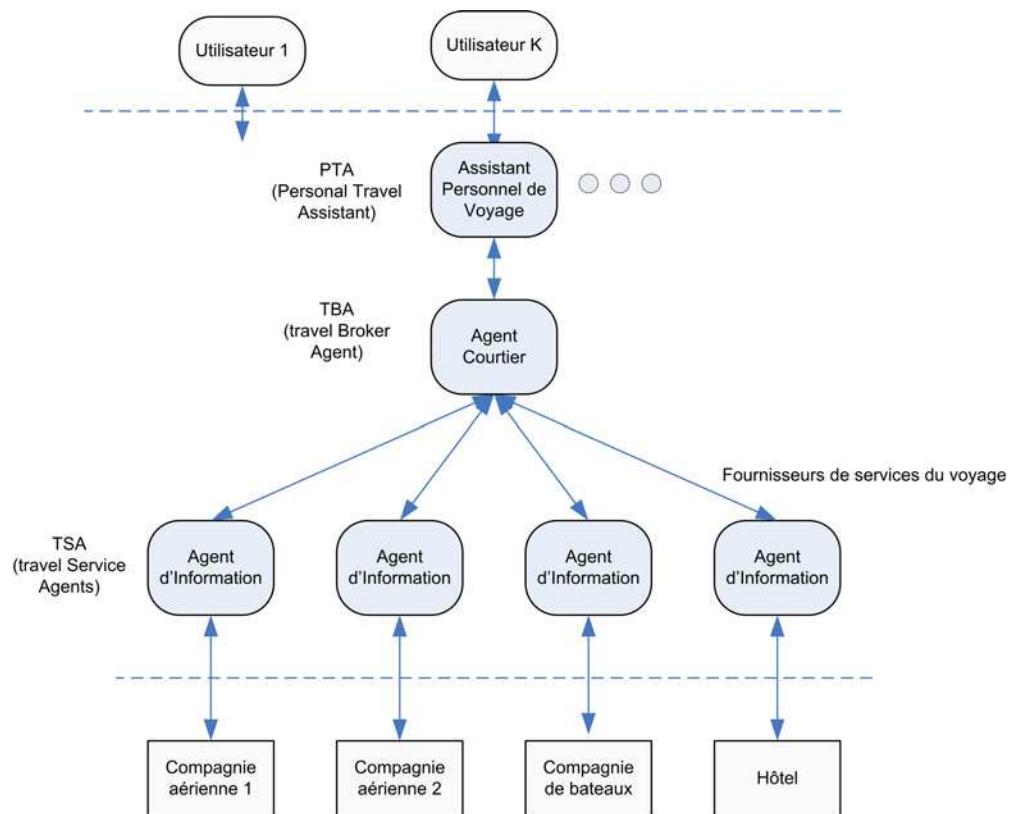 Utilisateur 1
Utilisateur K
PTA
(Personal Travel
Assistant)
Assistant
Personnel de
Voyage
TBA
(travel Broker
Agent)
Agent
Courtier
Fournisseurs de services du voyage
TSA
(travel Service
Agents)
Agent
d'Information
Agent
d'Information
Agent
d'Information
Agent
d'Information
Compagnie
aérienne 1
Compagnie
aérienne 2
Compagnie
de bateaux
Hôtel